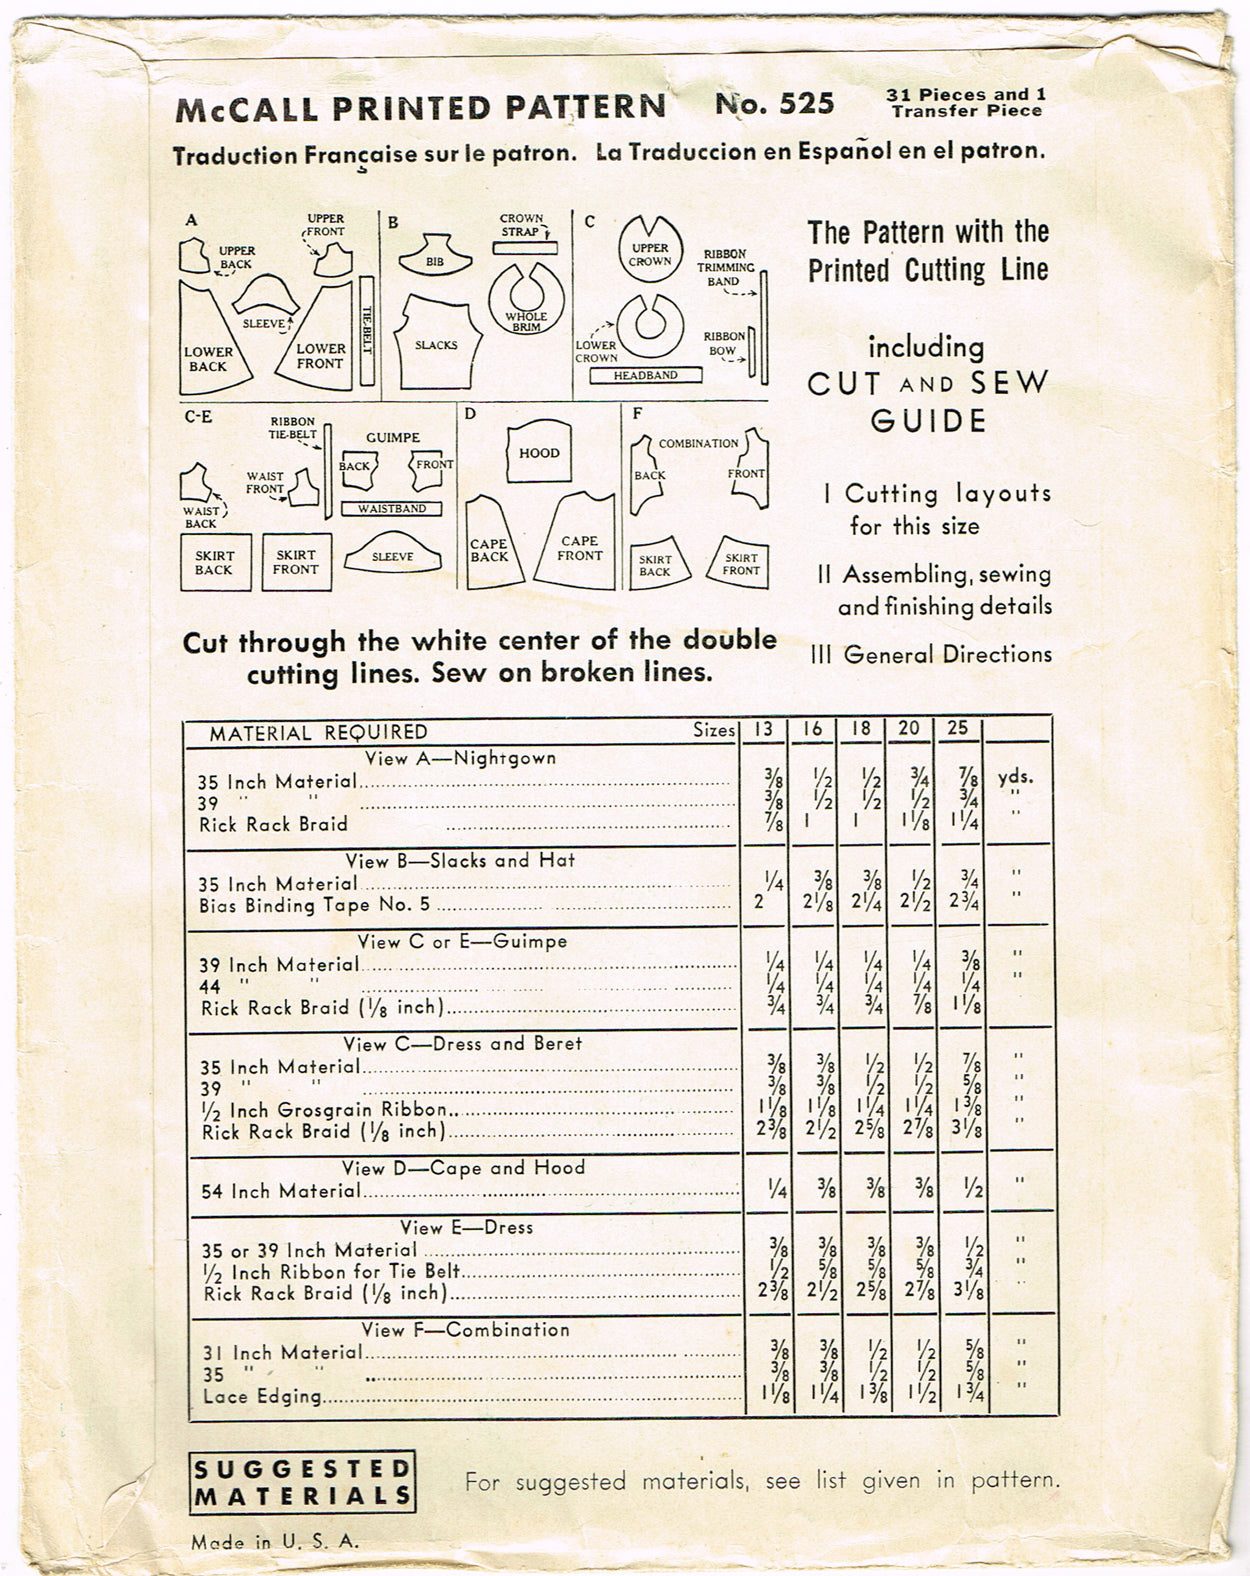 McCALL PRINTED PATTERN No. 525 31 Pieces and 1
Transfer Piece
Traduction Française sur le patron. La Traduccion en Español en el patron.
A
UPPER
BACK
UPPER
FRONT
SLEEVE
TIE-BELT
LOWER
BACK
LOWER
FRONT
B
BIB
CROWN
STRAP
WHOLE
BRIM
SLACKS
C
UPPER
CROWN
RIBBON
TRIMMING
BAND
LOWER
CROWN
RIBBON
BOW
HEADBAND
C-E
RIBBON
TIE-BELT
GUIMPE
BACK
FRONT
WAIST
FRONT
WAIST
BACK
WAISTBAND
SKIRT
BACK
SKIRT
FRONT
SLEEVE
D
HOOD
CAPE
BACK
CAPE
FRONT
F
COMBINATION
BACK
FRONT
SKIRT
BACK
SKIRT
FRONT
The Pattern with the
Printed Cutting Line
including
CUT AND SEW
GUIDE
I Cutting layouts
for this size
II Assembling, sewing
and finishing details
III General Directions
Cut through the white center of the double
cutting lines. Sew on broken lines.
MATERIAL REQUIRED Sizes 13 16 18 20 25
View A—Nightgown
35 Inch Material 3/8 1/2 1/2 3/4 7/8 yds.
39 " " 3/8 1/2 1/2 1/2 3/4 "
Rick Rack Braid 7/8 1 1 1 1/8 1 1/4 "
View B—Slacks and Hat
35 Inch Material 1/4 3/8 3/8 1/2 3/4 "
Bias Binding Tape No. 5 2 2 1/8 2 1/4 2 1/2 2 3/4 "
View C or E—Guimpe
39 Inch Material 1/4 1/4 1/4 1/4 3/8 "
44 " " 1/4 1/4 1/4 1/4 1/4 "
Rick Rack Braid (1/8 inch) 3/4 3/4 3/4 7/8 1 1/8
View C—Dress and Beret
35 Inch Material 3/8 3/8 1/2 1/2 7/8 "
39 " " 3/8 3/8 1/2 1/2 5/8 "
1/2 Inch Grosgrain Ribbon 1 1/8 1 1/8 1 1/4 1 1/4 1 3/8 "
Rick Rack Braid (1/8 inch) 2 3/8 2 1/2 2 5/8 2 7/8 3 1/8 "
View D—Cape and Hood
54 Inch Material 1/4 3/8 3/8 3/8 1/2 "
View E—Dress
35 or 39 Inch Material 3/8 3/8 3/8 3/8 1/2 "
1/2 Inch Ribbon for Tie Belt 1/2 5/8 5/8 5/8 3/4 "
Rick Rack Braid (1/8 inch) 2 3/8 2 1/2 2 5/8 2 7/8 3 1/8 "
View F—Combination
31 Inch Material 3/8 3/8 1/2 1/2 5/8 "
35 " " 3/8 3/8 1/2 1/2 5/8 "
Lace Edging 1 1/8 1 1/4 1 3/8 1 1/2 1 3/4 "
SUGGESTED
MATERIALS
For suggested materials, see list given in pattern.
Made in U. S. A.